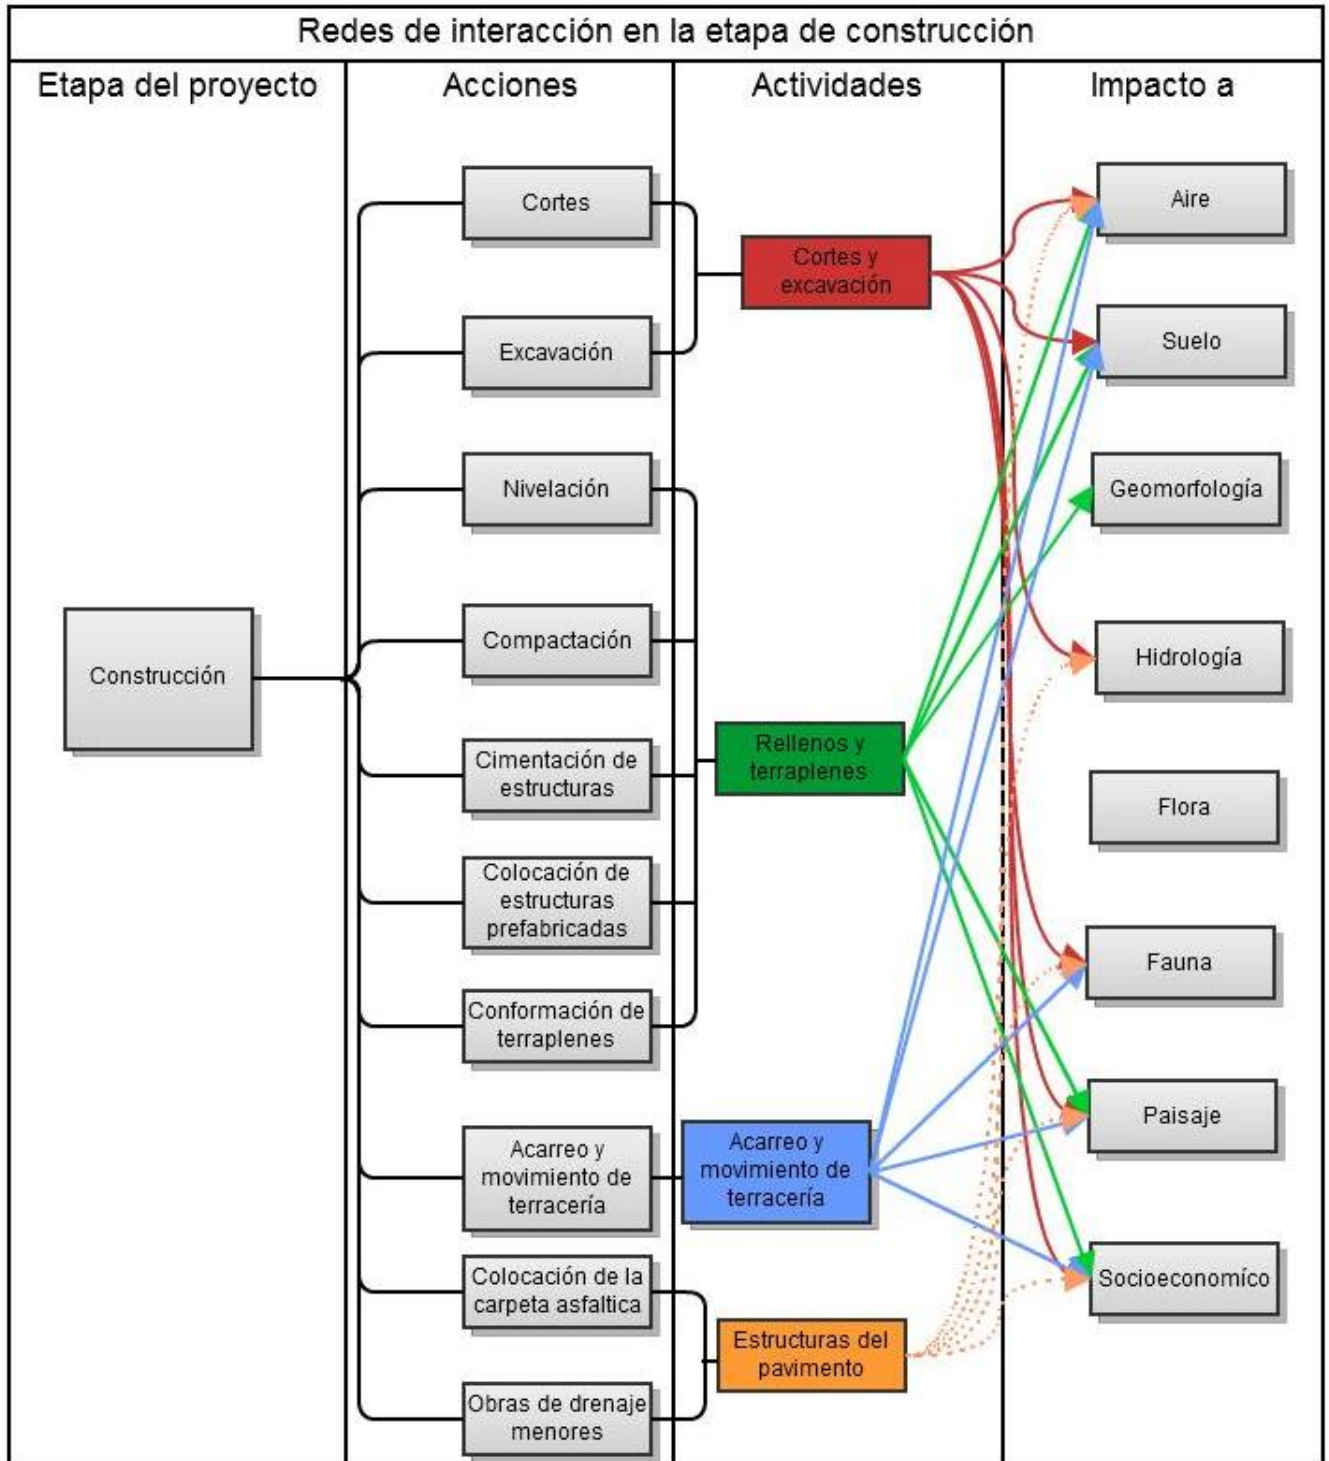 Redes de interacción en la etapa de construcción
Etapa del proyecto
Acciones
Actividades
Impacto a
Construcción
Cortes
Excavación
Nivelación
Compactación
Cimentación de
estructuras
Colocación de
estructuras
prefabricadas
Conformación de
terraplenes
Acarreo y
movimiento de
terracería
Colocación de la
carpeta asfaltica
Obras de drenaje
menores
Cortes y
excavación
Rellenos y
terraplenes
Acarreo y
movimiento de
terracería
Estructuras del
pavimento
Aire
Suelo
Geomorfología
Hidrología
Flora
Fauna
Paisaje
Socioeconomíco